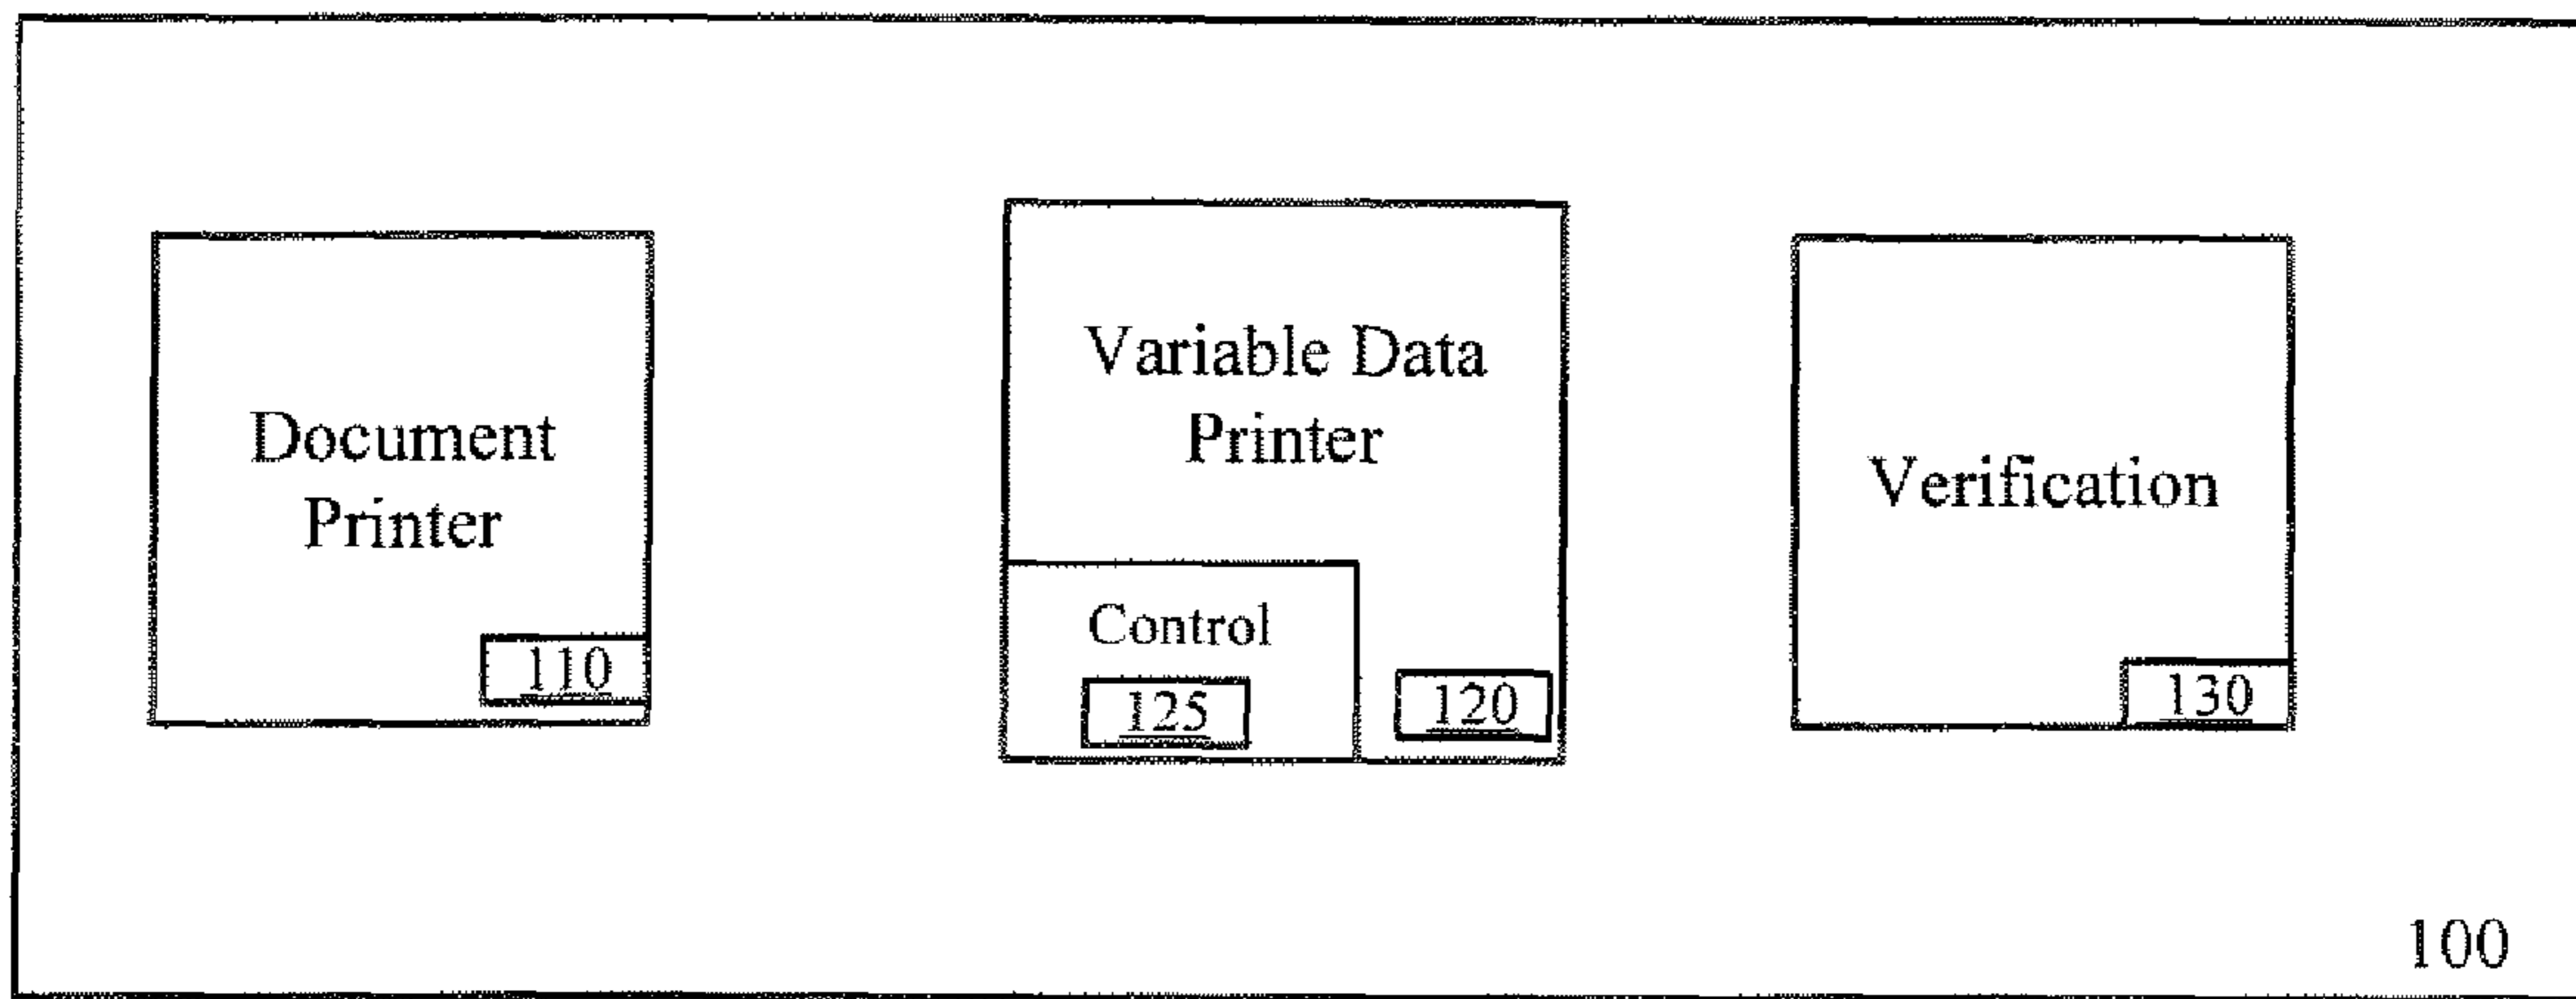 Document
Printer
110
Variable Data
Printer
Control
125
120
Verification
130
100